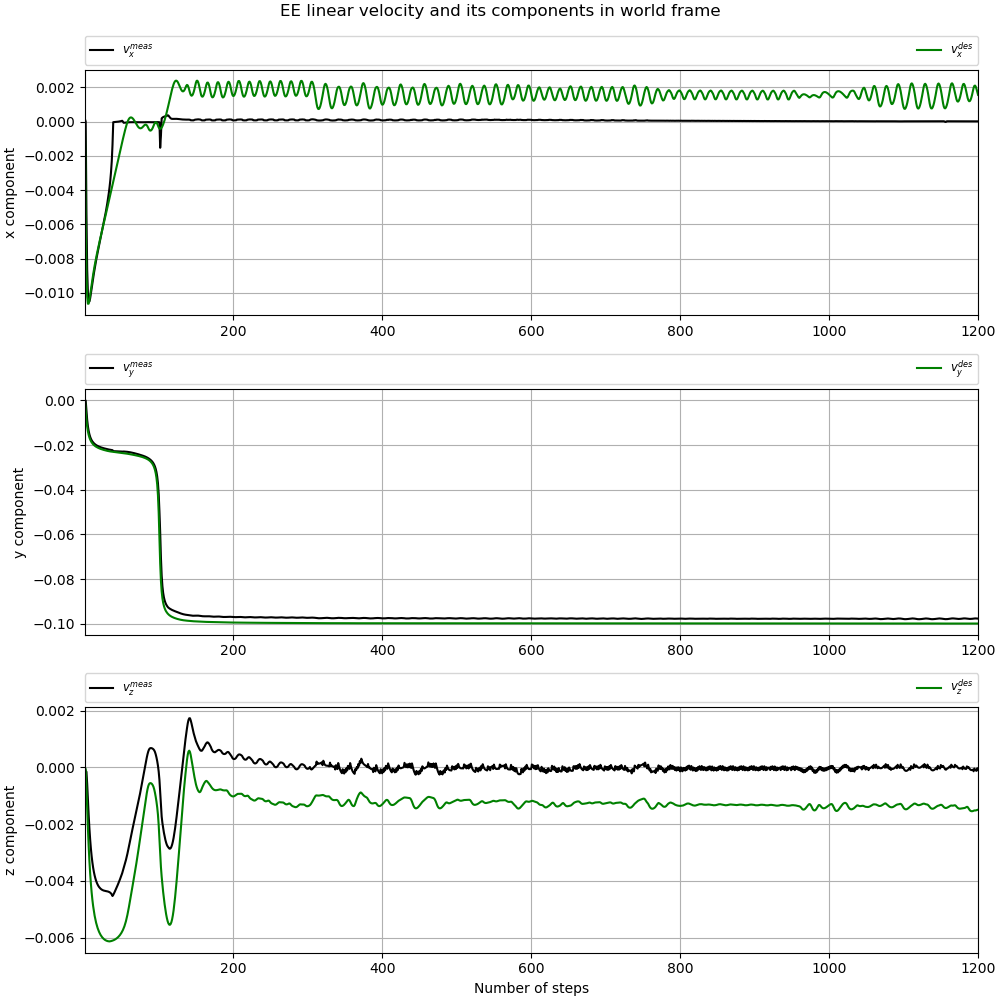 EE linear velocity and its components in world frame
v_x^meas v_x^des
x component
0.002
0.000
−0.002
−0.004
−0.006
−0.008
−0.010
200 400 600 800 1000 1200
v_y^meas v_y^des
y component
0.00
−0.02
−0.04
−0.06
−0.08
−0.10
200 400 600 800 1000 1200
v_z^meas v_z^des
z component
0.002
0.000
−0.002
−0.004
−0.006
200 400 600 800 1000 1200
Number of steps